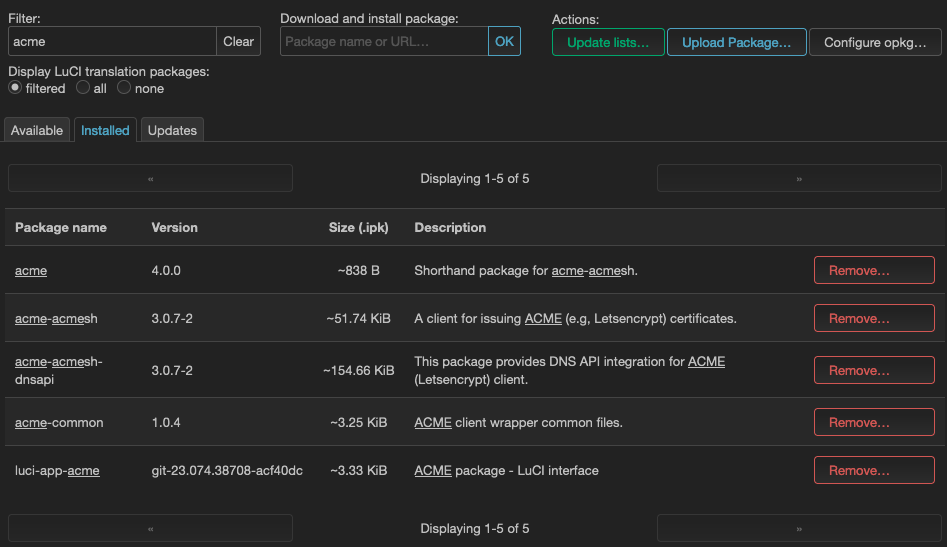 Filter:
Download and install package:
Actions:
acme
Clear
Package name or URL...
OK
Update lists...
Upload Package...
Configure opkg...
Display LuCI translation packages:
filtered
all
none
Available
Installed
Updates
«
Displaying 1-5 of 5
»
Package name
Version
Size (.ipk)
Description
acme
4.0.0
~838 B
Shorthand package for acme-acmesh.
Remove...
acme-acmesh
3.0.7-2
~51.74 KiB
A client for issuing ACME (e.g, Letsencrypt) certificates.
Remove...
acme-acmesh-
dnsapi
3.0.7-2
~154.66 KiB
This package provides DNS API integration for ACME
(Letsencrypt) client.
Remove...
acme-common
1.0.4
~3.25 KiB
ACME client wrapper common files.
Remove...
luci-app-acme
git-23.074.38708-acf40dc
~3.33 KiB
ACME package - LuCI interface
Remove...
«
Displaying 1-5 of 5
»